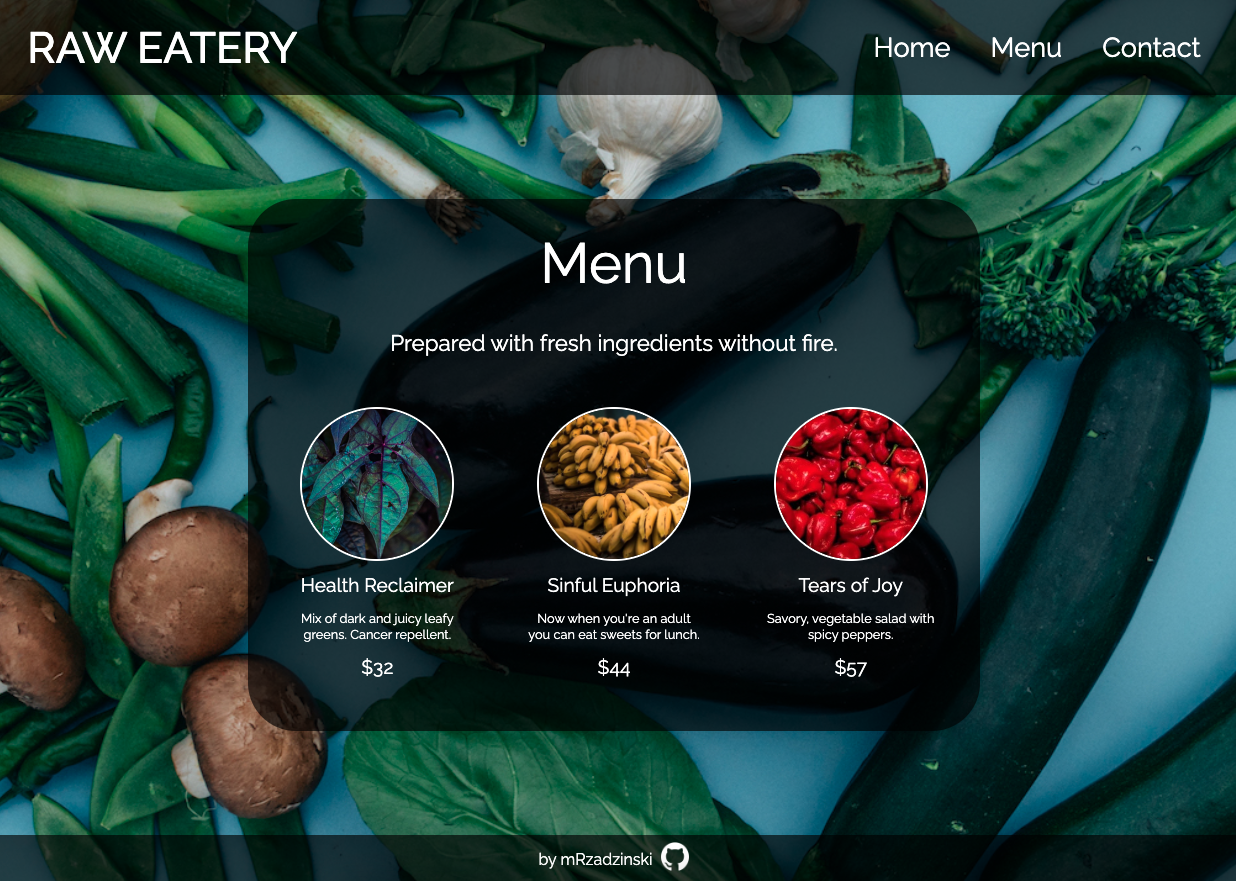 RAW EATERY
Home Menu Contact
Menu
Prepared with fresh ingredients without fire.
Health Reclaimer
Mix of dark and juicy leafy
greens. Cancer repellent.
$32
Sinful Euphoria
Now when you're an adult
you can eat sweets for lunch.
$44
Tears of Joy
Savory, vegetable salad with
spicy peppers.
$57
by mRzadzinski